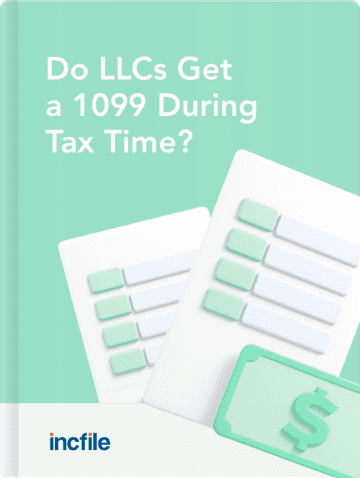 Do LLCs Get
a 1099 During
Tax Time?
$
incfile